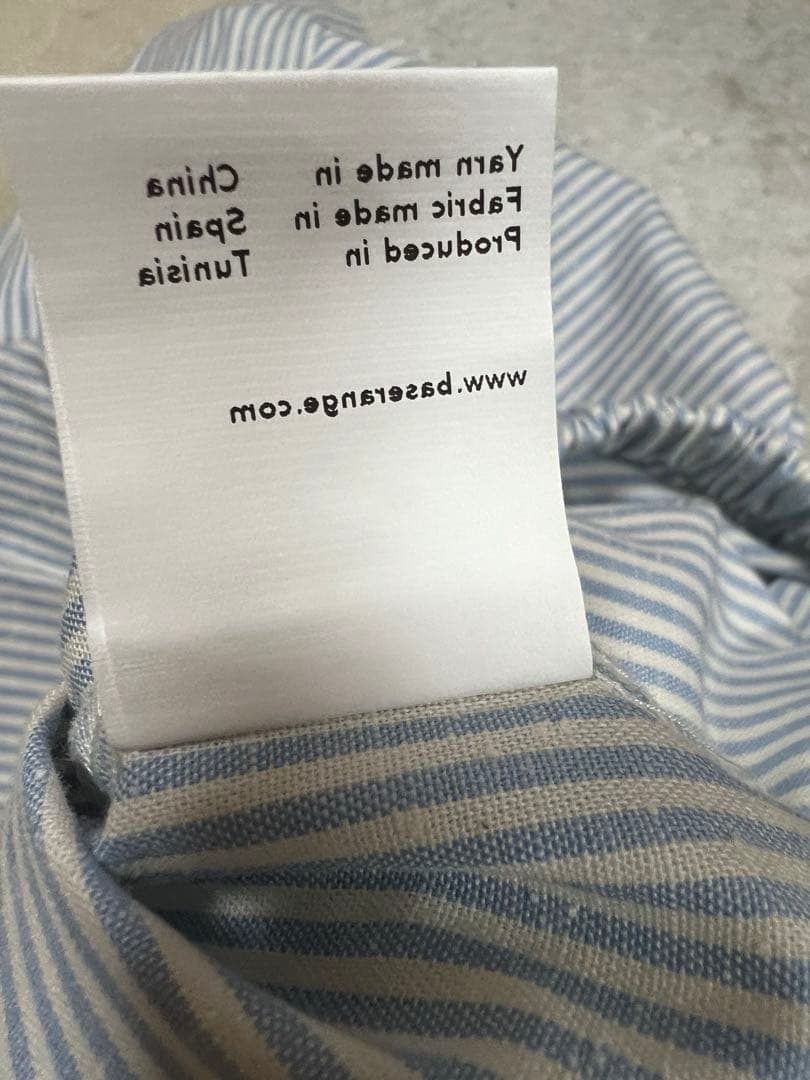 Yarn made in China
Fabric made in Spain
Produced in Tunisia
www.baserange.com